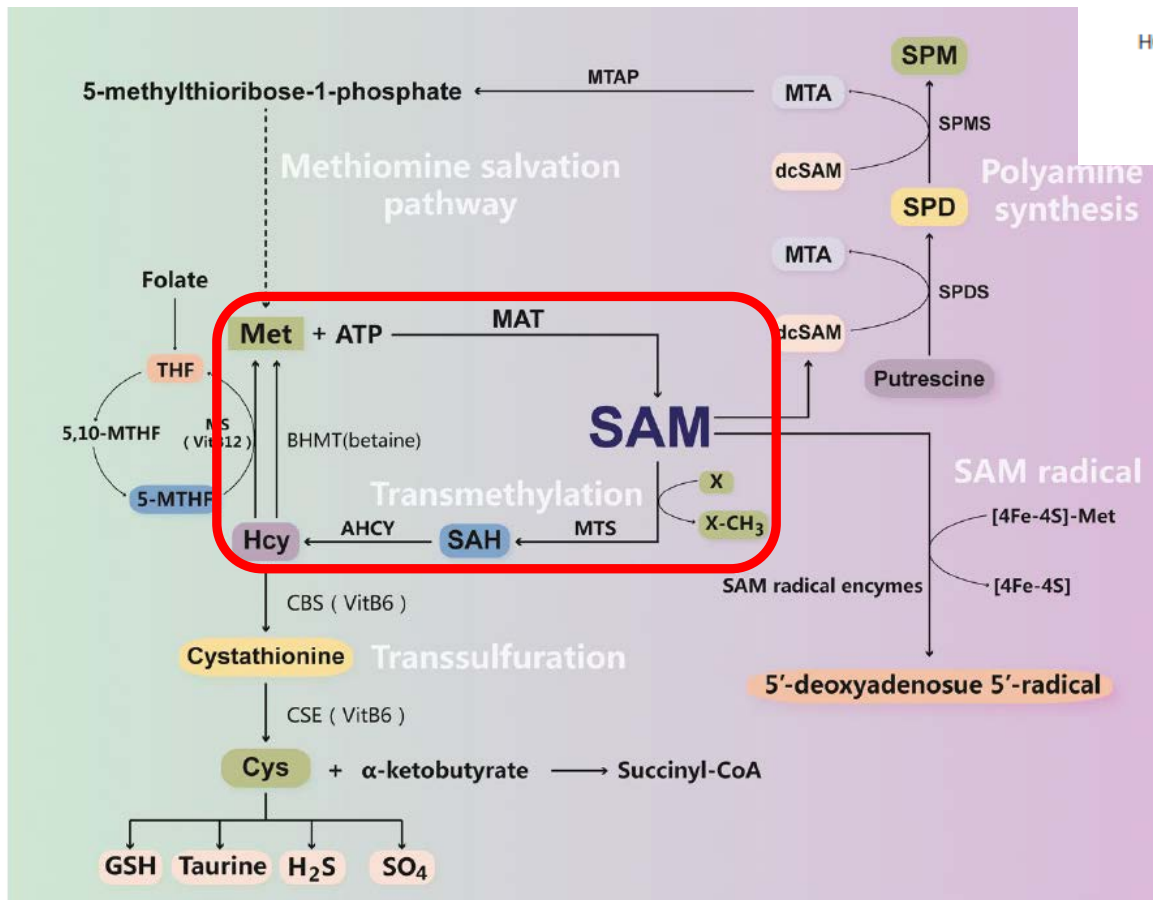 H
SPM
MTAP
5-methylthioribose-1-phosphate
MTA
SPMS
dcSAM
Methiomine salvation
pathway
Polyamine
synthesis
SPD
MTA
SPDS
dcSAM
Putrescine
Folate
THF
5,10-MTHF
MS
( VitB12 )
5-MTHF
Met + ATP
MAT
BHMT(betaine)
SAM
Transmethylation
X
X-CH₃
MTS
SAH
AHCY
Hcy
SAM radical
[4Fe-4S]-Met
SAM radical encymes
[4Fe-4S]
5′-deoxyadenosue 5′-radical
CBS ( VitB6 )
Cystathionine
Transsulfuration
CSE ( VitB6 )
Cys + α-ketobutyrate
Succinyl-CoA
GSH
Taurine
H₂S
SO₄